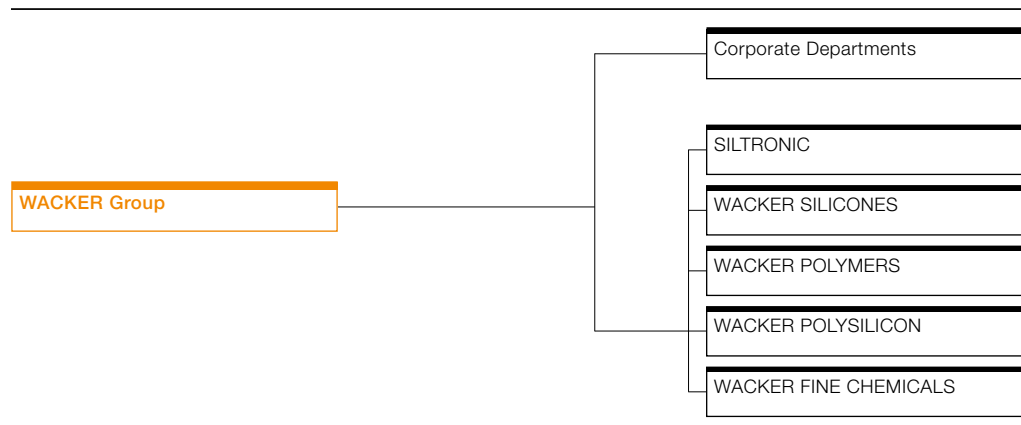 Corporate Departments
SILTRONIC
WACKER Group
WACKER SILICONES
WACKER POLYMERS
WACKER POLYSILICON
WACKER FINE CHEMICALS